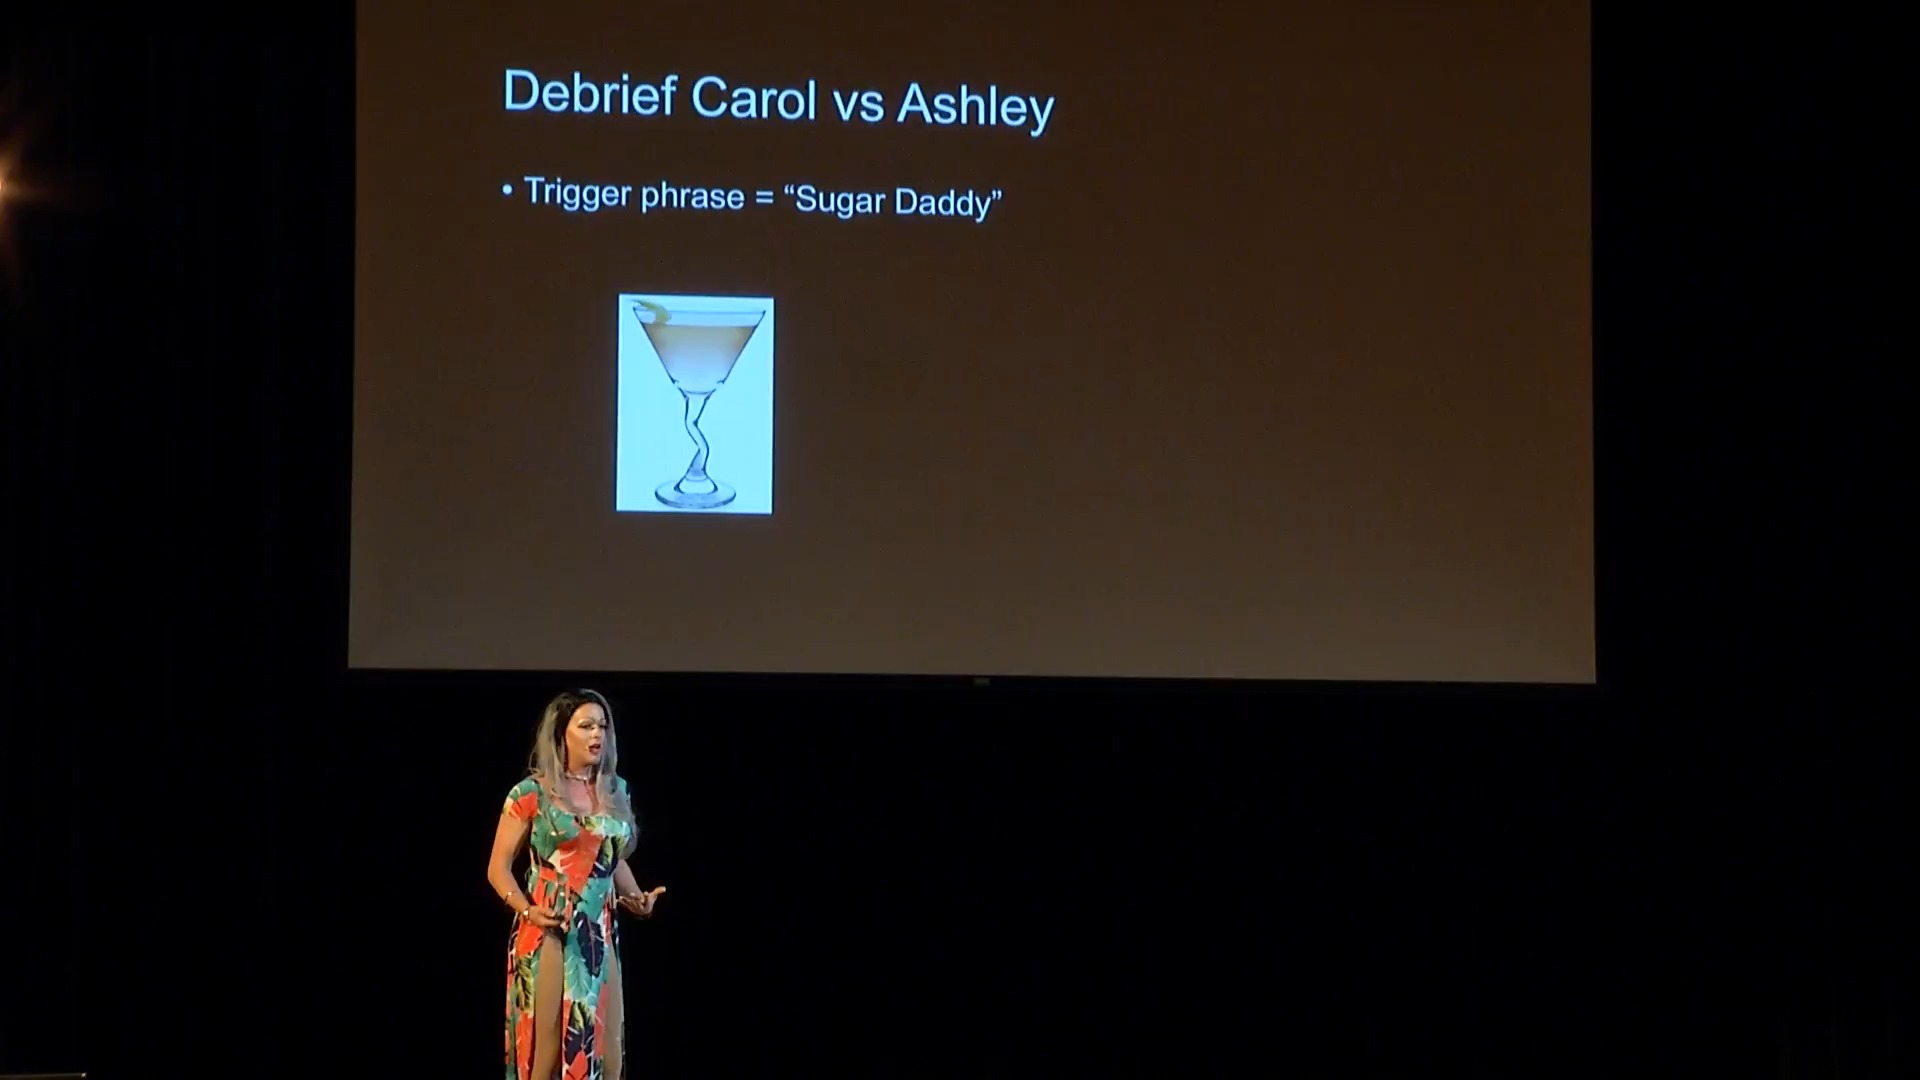 Debrief Carol vs Ashley
• Trigger phrase = “Sugar Daddy”